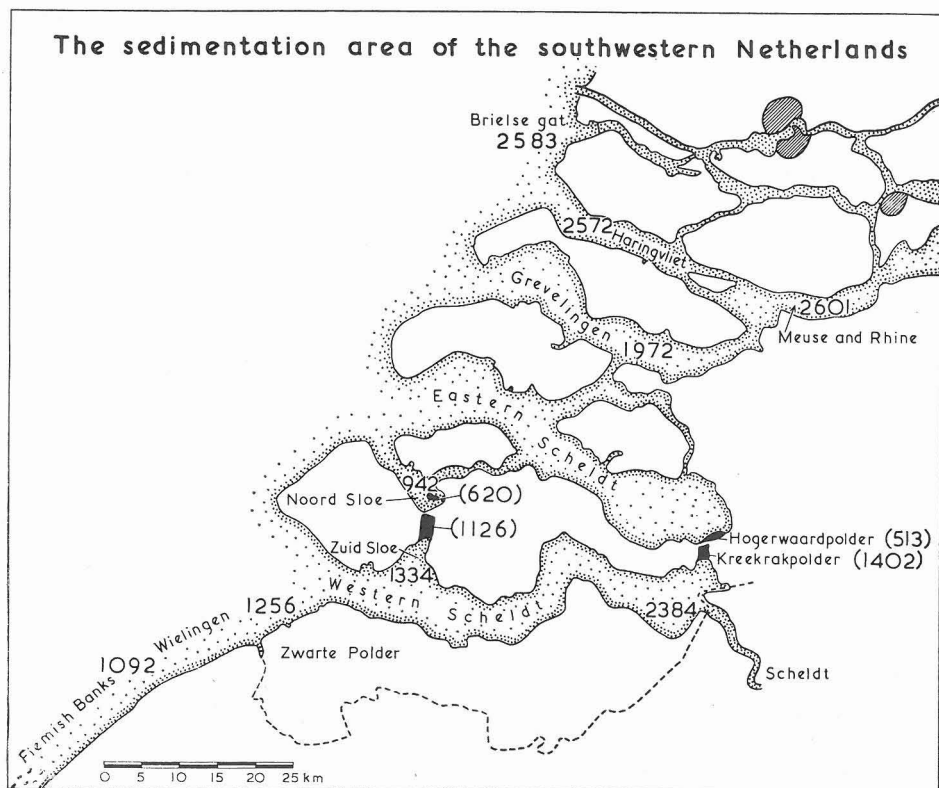 The sedimentation area of the southwestern Netherlands
Brielse gat
2583
2572
Haringvliet
Grevelingen
2601
Meuse and Rhine
1972
Eastern Scheldt
942
Noord Sloe
(620)
(1126)
Hogerwaardpolder (513)
Kreekrakpolder (1402)
Zuid Sloe
1334
Western Scheldt
2384
1256
Wielingen
Zwarte Polder
Scheldt
1092
Flemish Banks
0 5 10 15 20 25 km